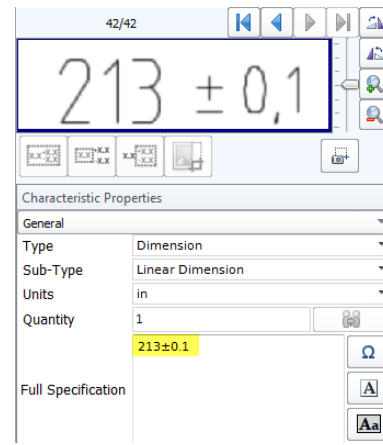 42/42
213 ± 0,1
x.x x.x x.x
x.x x.x x.x
x.x x.x x.x
Characteristic Properties
General
Type Dimension
Sub-Type Linear Dimension
Units in
Quantity 1
Full Specification 213±0.1
Ω
A
Aa